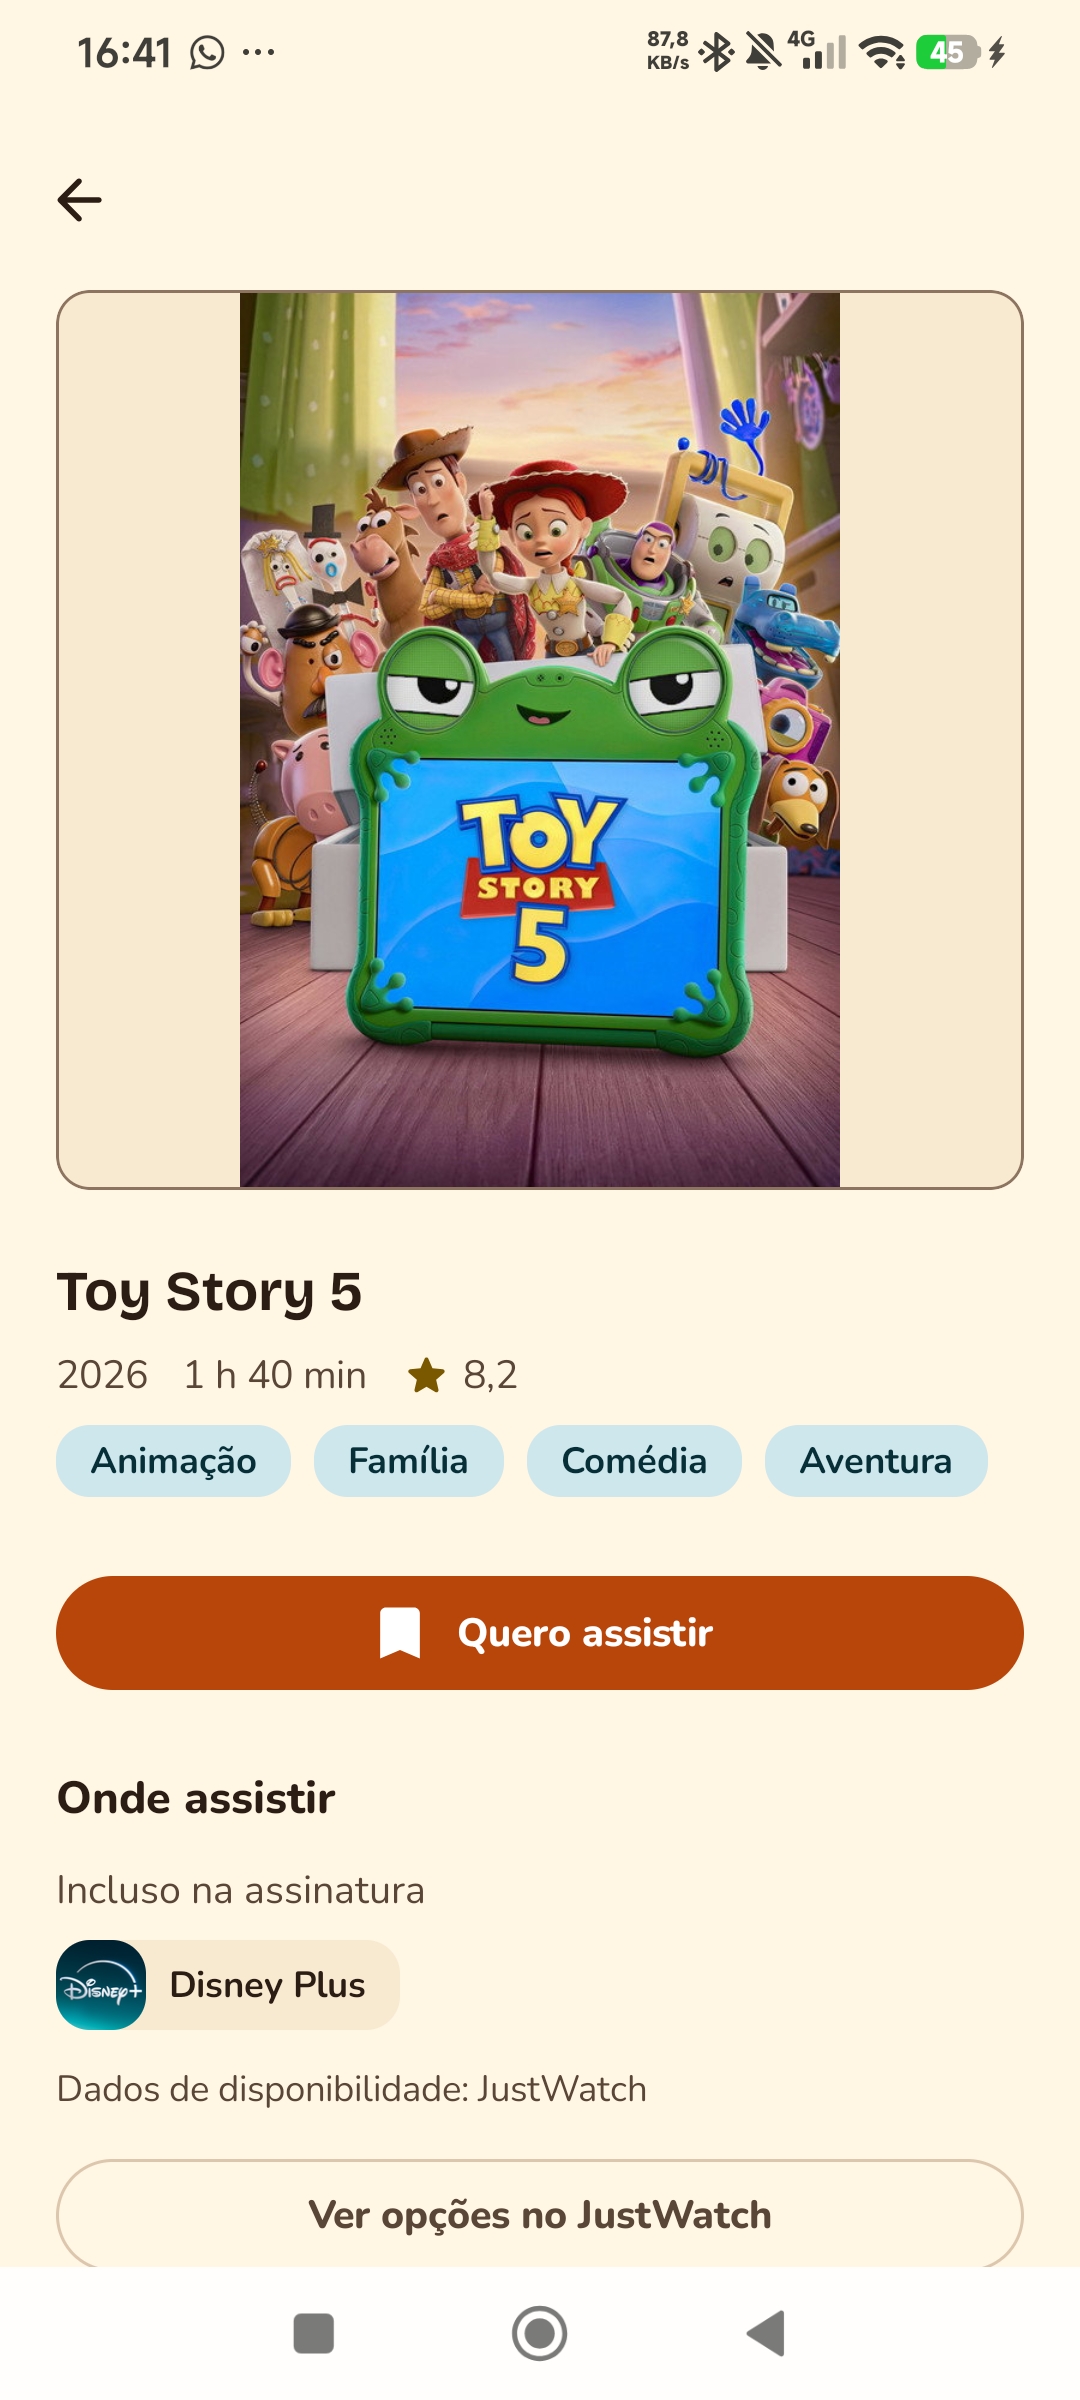 16:41
87,8
KB/s
4G
45
TOY
STORY
5
Toy Story 5
2026 1 h 40 min 8,2
Animação Família Comédia Aventura
Quero assistir
Onde assistir
Incluso na assinatura
Disney+ Disney Plus
Dados de disponibilidade: JustWatch
Ver opções no JustWatch